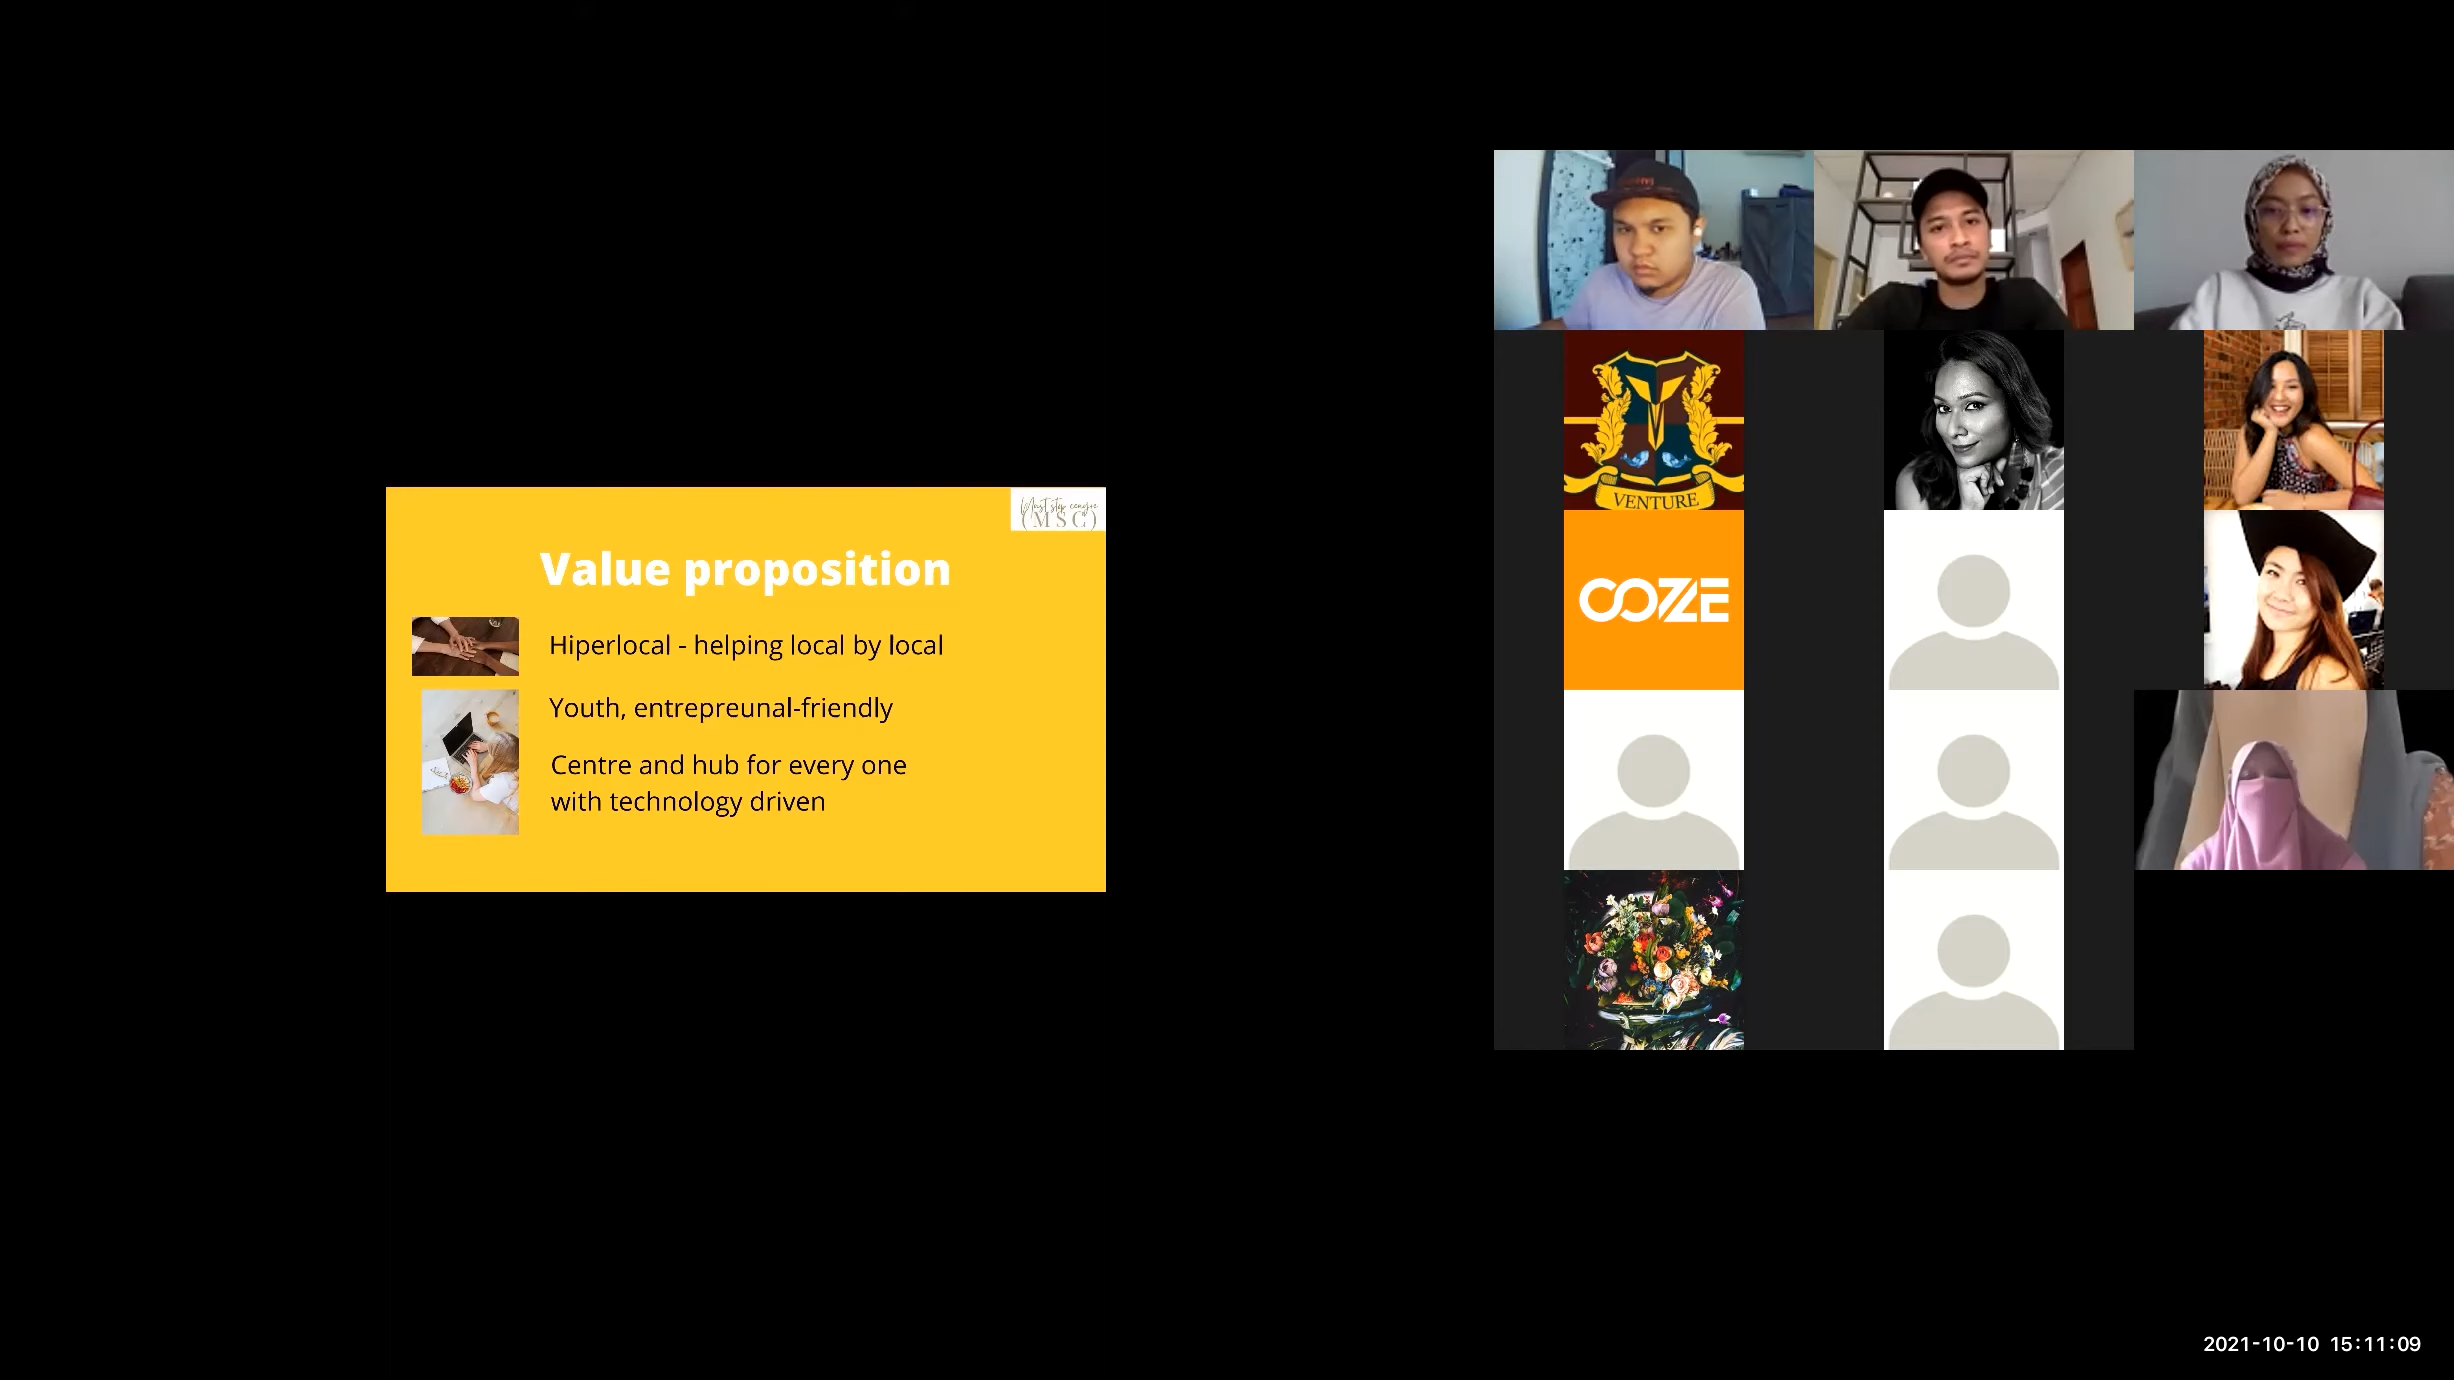 (MSC)
Value proposition
Hiperlocal - helping local by local
Youth, entrepreunal-friendly
Centre and hub for every one
with technology driven
VENTURE
COZZE
2021-10-10 15:11:09